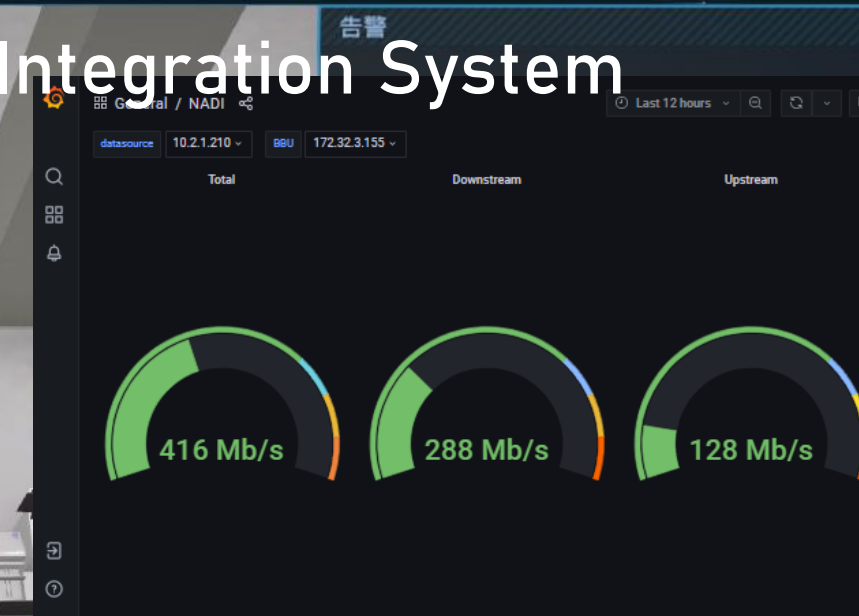 告警
Integration System
General / NADI
Last 12 hours
datasource 10.2.1.210 BBU 172.32.3.155
Total Downstream Upstream
416 Mb/s 288 Mb/s 128 Mb/s